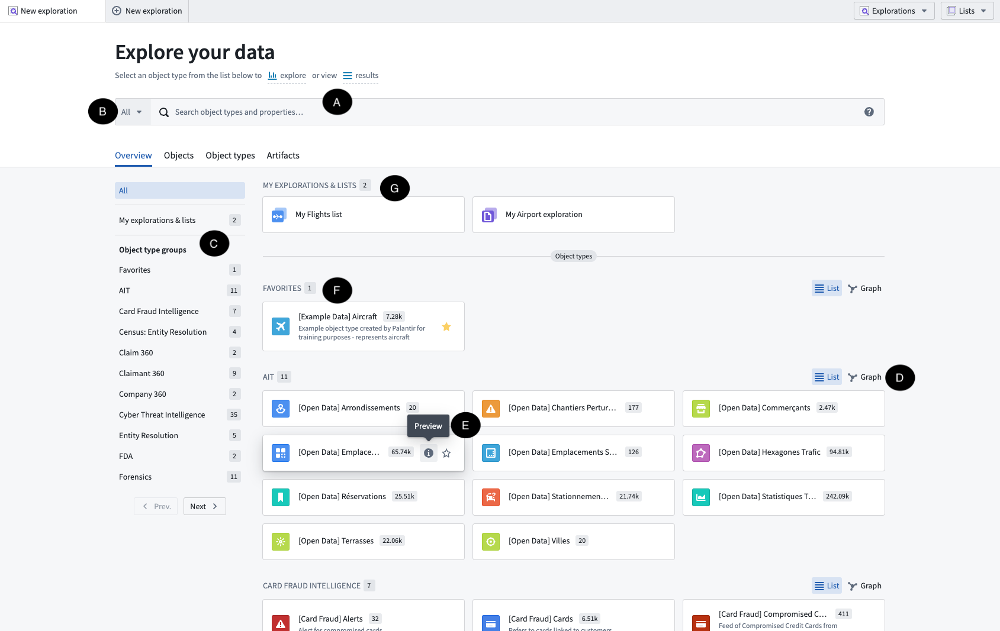 New exploration
New exploration
Explorations
Lists
Explore your data
Select an object type from the list below to explore or view results
A
B
All
Search object types and properties…
?
Overview Objects Object types Artifacts
All
My explorations & lists 2
C
Object type groups
Favorites 1
AIT 11
Card Fraud Intelligence 7
Census: Entity Resolution 4
Claim 360 2
Claimant 360 9
Company 360 2
Cyber Threat Intelligence 35
Entity Resolution 5
FDA 2
Forensics 11
Prev. Next
MY EXPLORATIONS & LISTS 2
G
My Flights list
My Airport exploration
Object types
FAVORITES 1
F
List Graph
[Example Data] Aircraft 7.28k
Example object type created by Palantir for
training purposes - represents aircraft
AIT 11
List Graph
D
[Open Data] Arrondissements 20
[Open Data] Chantiers Pertur… 177
[Open Data] Commerçants 2.47k
Preview
E
[Open Data] Emplace… 65.74k
[Open Data] Emplacements S… 126
[Open Data] Hexagones Trafic 94.81k
[Open Data] Réservations 25.51k
[Open Data] Stationnemen… 21.74k
[Open Data] Statistiques T… 242.09k
[Open Data] Terrasses 22.06k
[Open Data] Villes 20
CARD FRAUD INTELLIGENCE 7
List Graph
[Card Fraud] Alerts 32
Alert for compromised cards
[Card Fraud] Cards 6.51k
Refers to cards linked to customers
[Card Fraud] Compromised C… 411
Feed of Compromised Credit Cards from